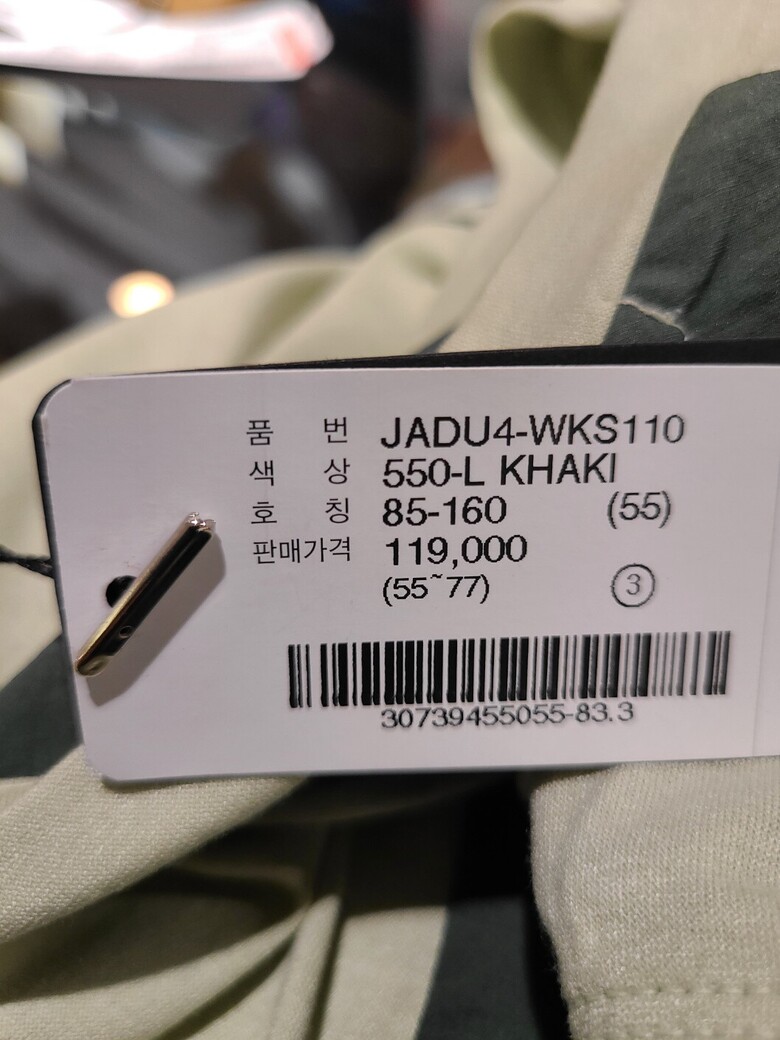 품 번 JADU4-WKS110
색 상 550-L KHAKI
호 칭 85-160 (55)
판매가격 119,000
(55~77) ③
30739455055-83.3